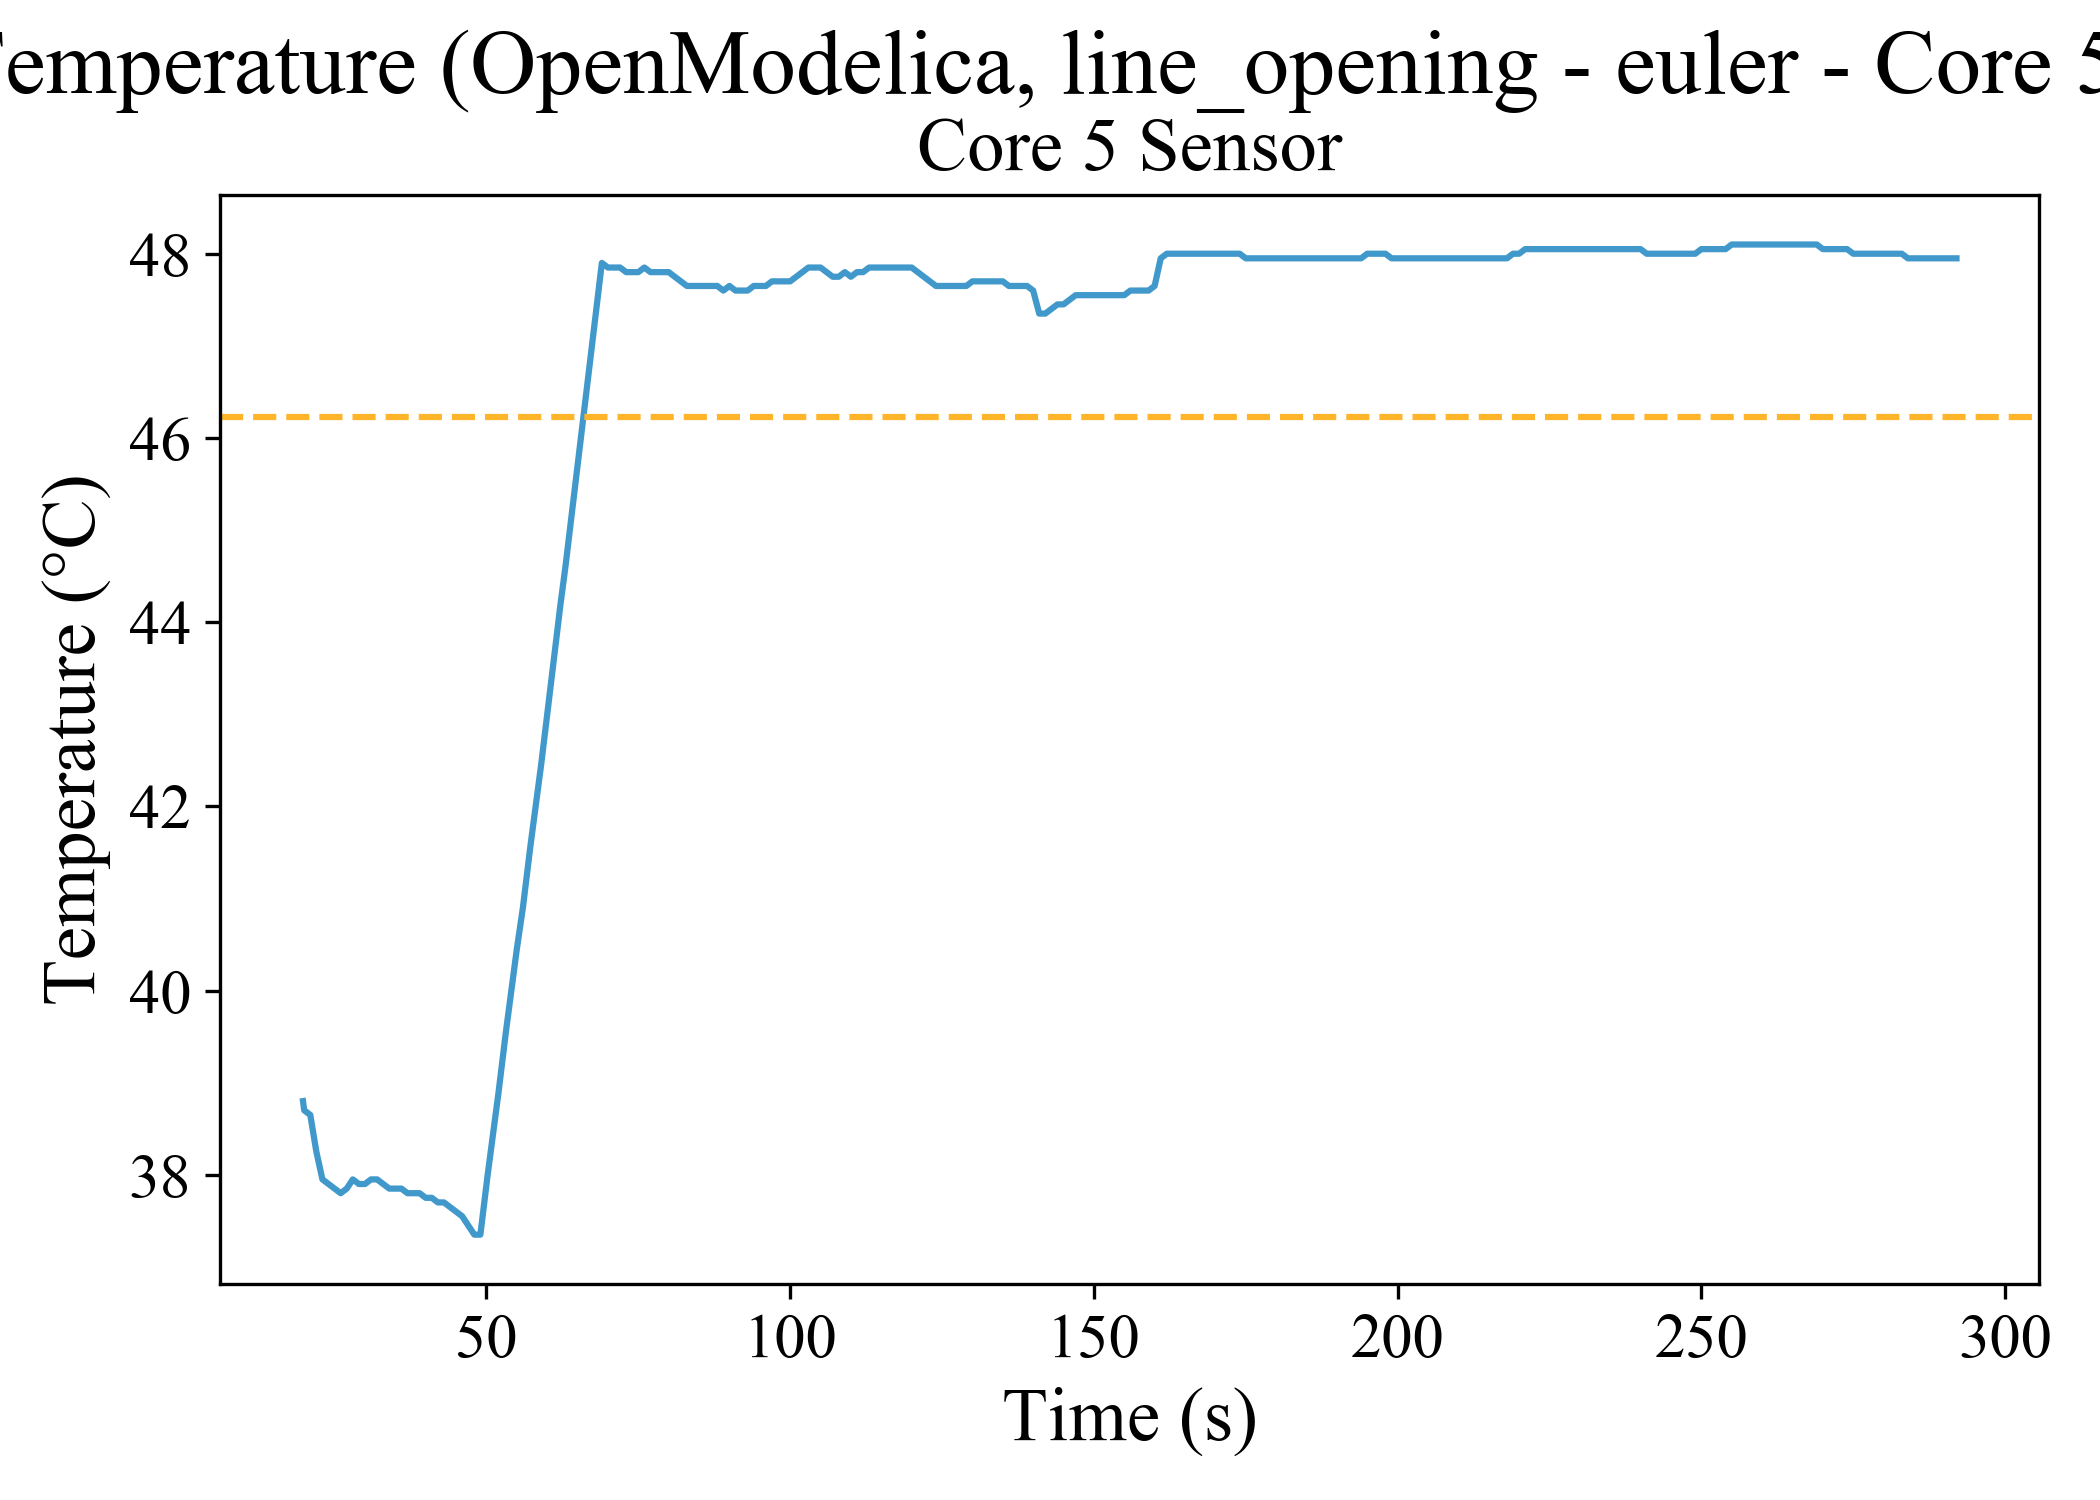 emperature (OpenModelica, line_opening - euler - Core 5
Core 5 Sensor
Temperature (°C)
48
46
44
42
40
38
50 100 150 200 250 300
Time (s)